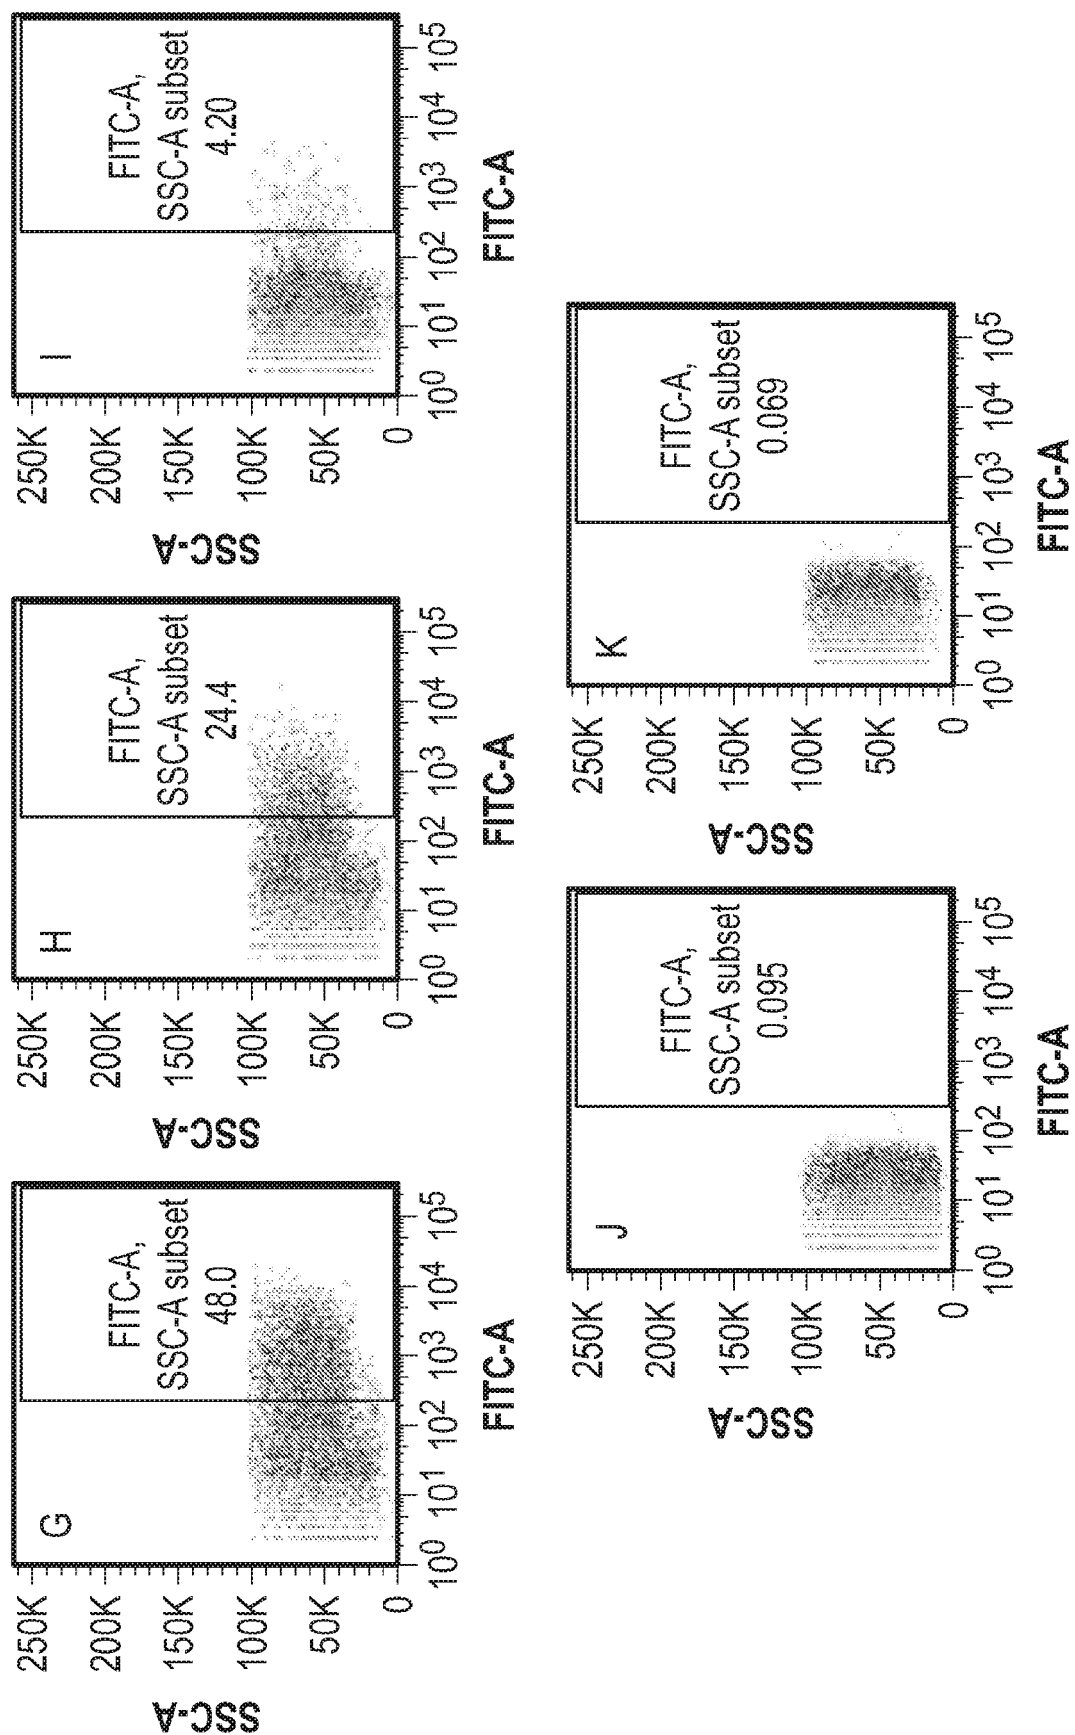 G
FITC-A,
SSC-A subset
48.0
250K
200K
150K
100K
50K
0
SSC-A
10⁰ 10¹ 10² 10³ 10⁴ 10⁵
FITC-A
H
FITC-A,
SSC-A subset
24.4
250K
200K
150K
100K
50K
0
SSC-A
10⁰ 10¹ 10² 10³ 10⁴ 10⁵
FITC-A
I
FITC-A,
SSC-A subset
4.20
250K
200K
150K
100K
50K
0
SSC-A
10⁰ 10¹ 10² 10³ 10⁴ 10⁵
FITC-A
J
FITC-A,
SSC-A subset
0.095
250K
200K
150K
100K
50K
0
SSC-A
10⁰ 10¹ 10² 10³ 10⁴ 10⁵
FITC-A
K
FITC-A,
SSC-A subset
0.069
250K
200K
150K
100K
50K
0
SSC-A
10⁰ 10¹ 10² 10³ 10⁴ 10⁵
FITC-A